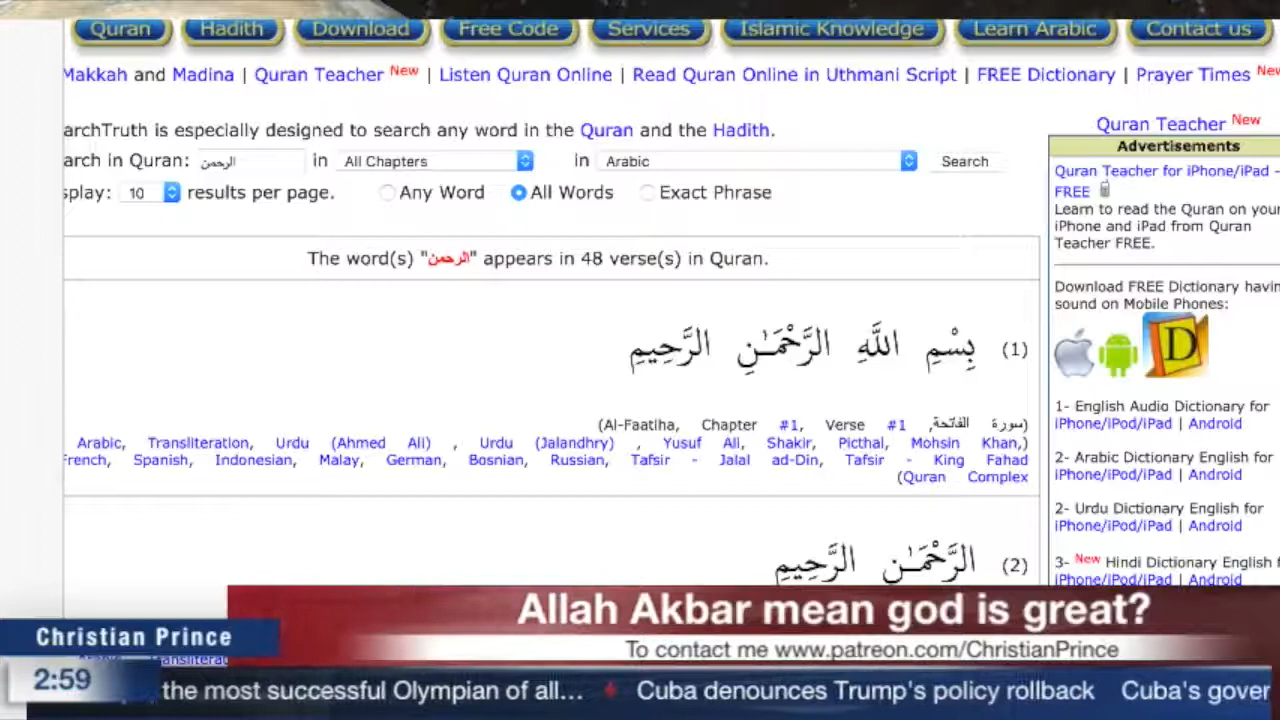 Quran Hadith Download Free Code Services Islamic Knowledge Learn Arabic Contact us
Makkah and Madina | Quran Teacher New | Listen Quran Online | Read Quran Online in Uthmani Script | FREE Dictionary | Prayer Times New
archTruth is especially designed to search any word in the Quran and the Hadith.
arch in Quran: الرحمن in All Chapters in Arabic Search
splay: 10 results per page. Any Word All Words Exact Phrase
The word(s) "الرحمن" appears in 48 verse(s) in Quran.
(1) بِسْمِ اللَّهِ الرَّحْمَـٰنِ الرَّحِيمِ
(Al-Faatiha, Chapter #1, Verse #1 سورة الفاتحة,)
Arabic, Transliteration, Urdu (Ahmed Ali) , Urdu (Jalandhry) , Yusuf Ali, Shakir, Picthal, Mohsin Khan,)
French, Spanish, Indonesian, Malay, German, Bosnian, Russian, Tafsir - Jalal ad-Din, Tafsir - King Fahad
(Quran Complex
(2) الرَّحْمَـٰنِ الرَّحِيمِ
Quran Teacher New
Advertisements
Quran Teacher for iPhone/iPad -
FREE
Learn to read the Quran on your
iPhone and iPad from Quran
Teacher FREE.
Download FREE Dictionary havin
sound on Mobile Phones:
D
1- English Audio Dictionary for
iPhone/iPod/iPad | Android
2- Arabic Dictionary English for
iPhone/iPod/iPad | Android
2- Urdu Dictionary English for
iPhone/iPod/iPad | Android
3- New Hindi Dictionary English f
iPhone/iPod/iPad | Android
Allah Akbar mean god is great?
Christian Prince
To contact me www.patreon.com/ChristianPrince
2:59
the most successful Olympian of all... Cuba denounces Trump's policy rollback Cuba's gover